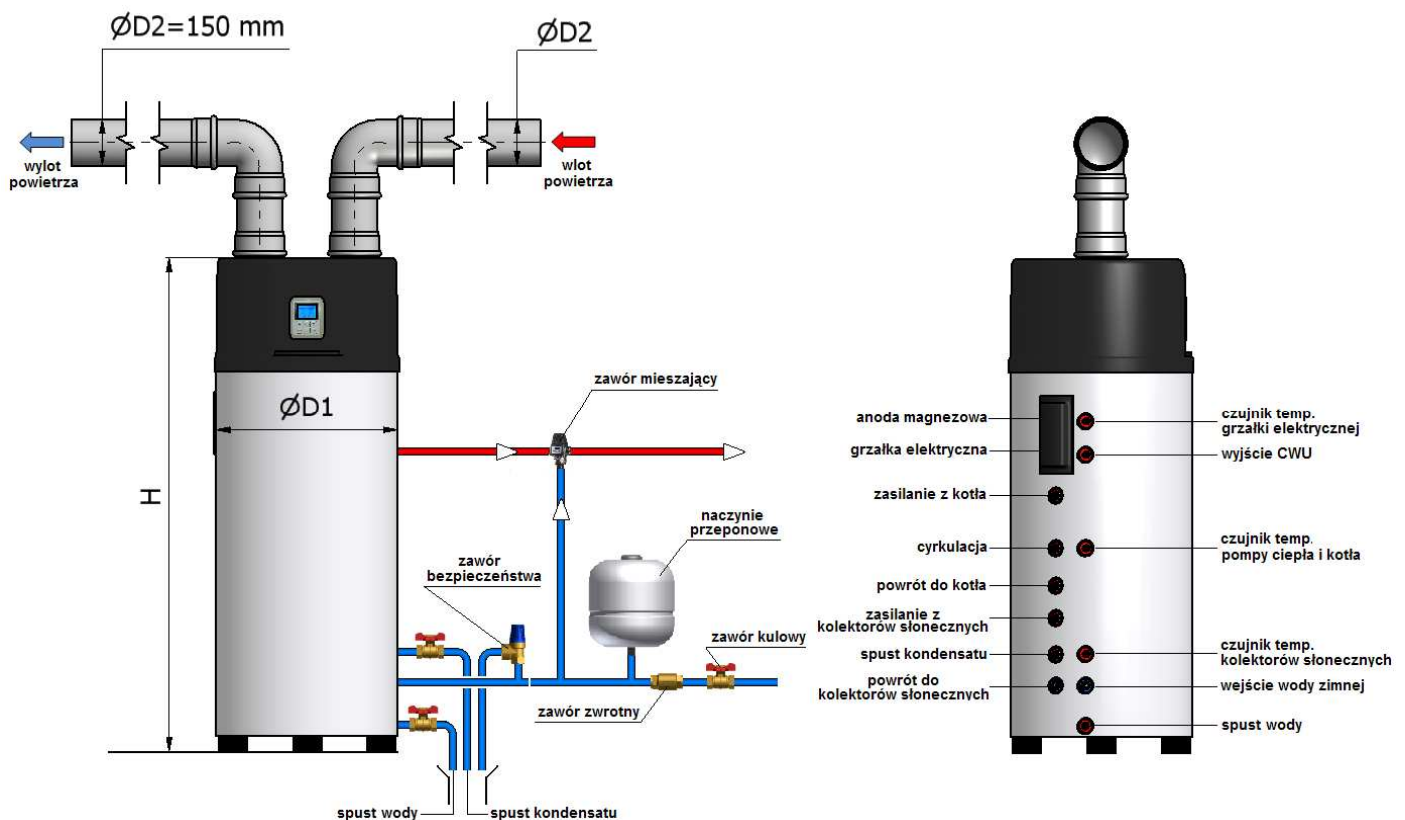 ØD2=150 mm
ØD2
wylot
powietrza
wlot
powietrza
ØD1
H
zawór mieszający
naczynie
przeponowe
zawór
bezpieczeństwa
zawór kulowy
zawór zwrotny
spust wody
spust kondensatu
anoda magnezowa
grzałka elektryczna
zasilanie z kotła
cyrkulacja
powrót do kotła
zasilanie z
kolektorów słonecznych
spust kondensatu
powrót do
kolektorów słonecznych
czujnik temp.
grzałki elektrycznej
wyjście CWU
czujnik temp.
pompy ciepła i kotła
czujnik temp.
kolektorów słonecznych
wejście wody zimnej
spust wody